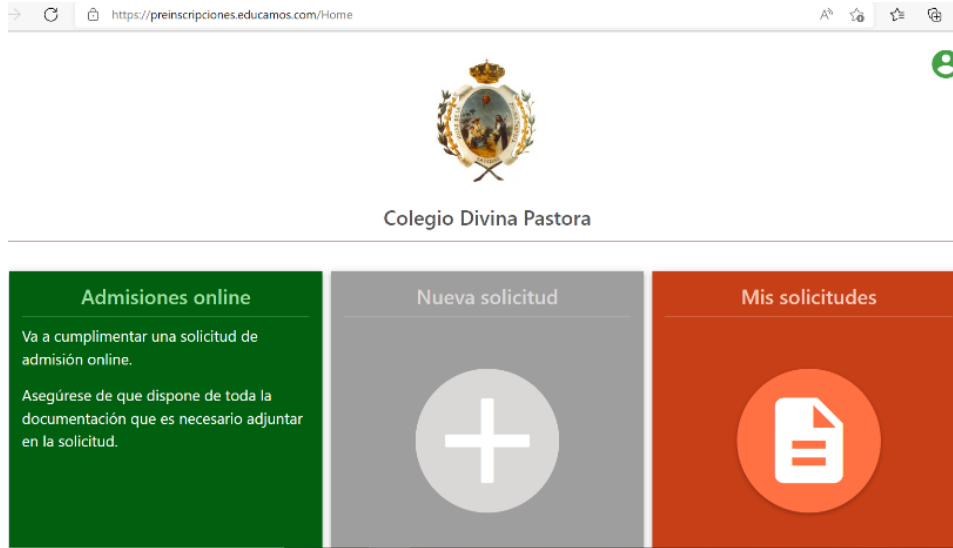 https://preinscripciones.educamos.com/Home
Colegio Divina Pastora
Admisiones online
Va a cumplimentar una solicitud de
admisión online.
Asegúrese de que dispone de toda la
documentación que es necesario adjuntar
en la solicitud.
Nueva solicitud
Mis solicitudes